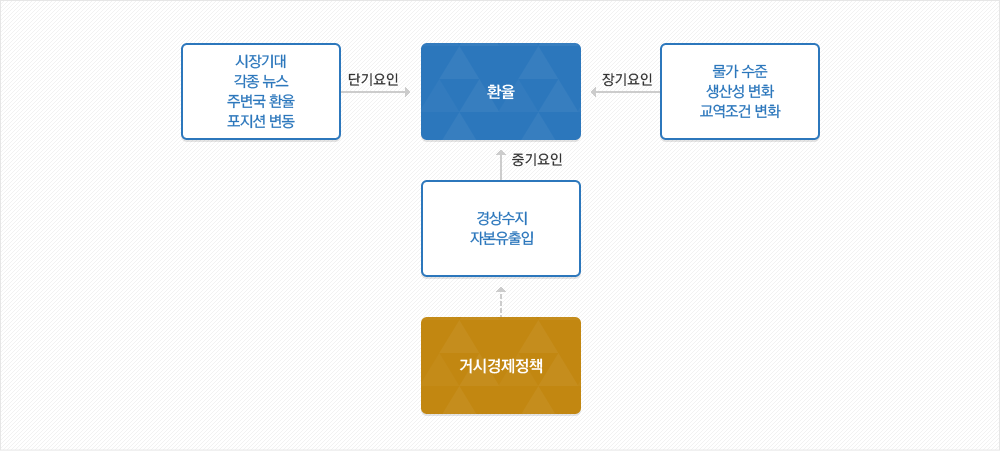 시장기대
각종 뉴스
주변국 환율
포지션 변동
단기요인
환율
장기요인
물가 수준
생산성 변화
교역조건 변화
중기요인
경상수지
자본유출입
거시경제정책